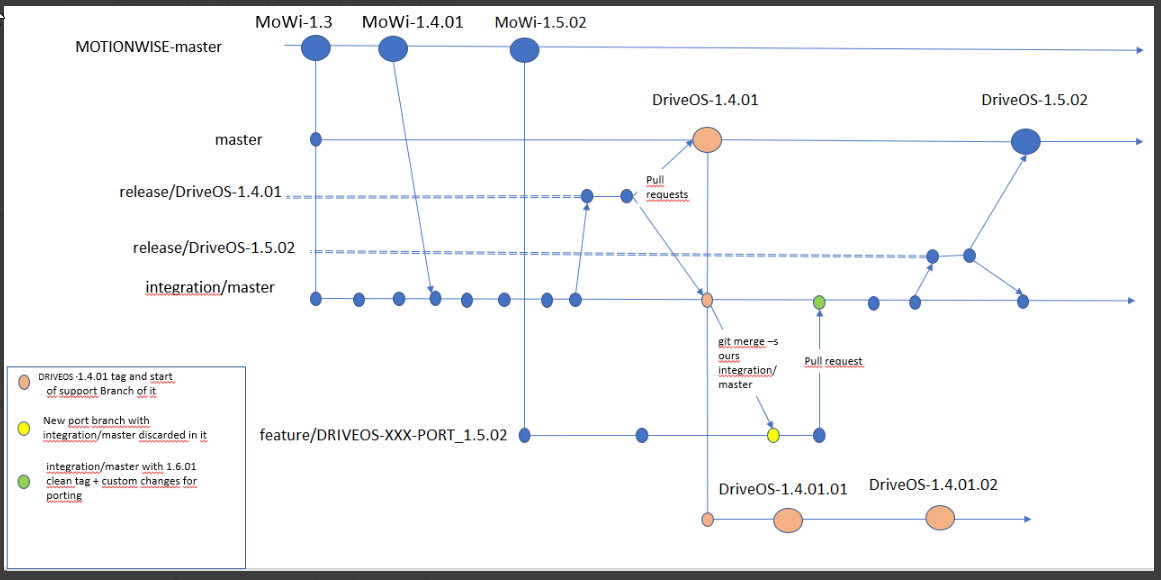 MoWi-1.3
MoWi-1.4.01
MoWi-1.5.02
MOTIONWISE-master
DriveOS-1.4.01
DriveOS-1.5.02
master
Pull
requests
release/DriveOS-1.4.01
release/DriveOS-1.5.02
integration/master
git merge –s
ours
integration/
master
Pull request
DRIVEOS -1.4.01 tag and start
of support Branch of it
New port branch with
integration/master discarded in it
integration/master with 1.6.01
clean tag + custom changes for
porting
feature/DRIVEOS-XXX-PORT_1.5.02
DriveOS-1.4.01.01
DriveOS-1.4.01.02